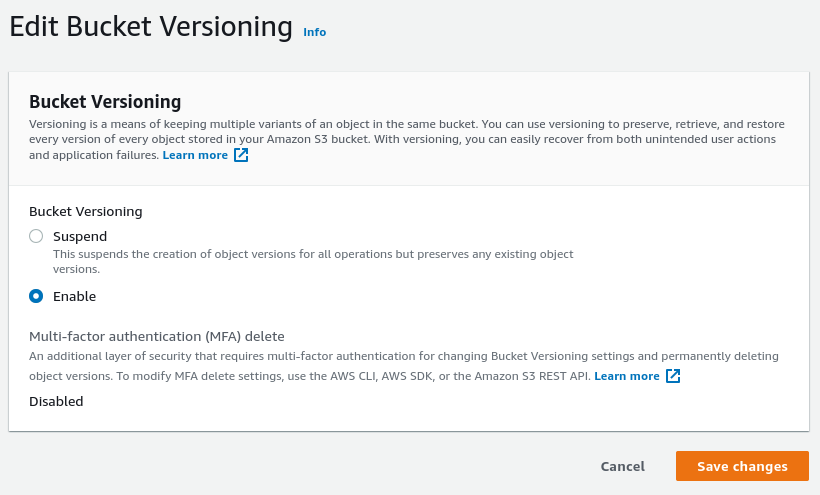 Edit Bucket Versioning Info
Bucket Versioning
Versioning is a means of keeping multiple variants of an object in the same bucket. You can use versioning to preserve, retrieve, and restore
every version of every object stored in your Amazon S3 bucket. With versioning, you can easily recover from both unintended user actions
and application failures. Learn more
Bucket Versioning
Suspend
This suspends the creation of object versions for all operations but preserves any existing object
versions.
Enable
Multi-factor authentication (MFA) delete
An additional layer of security that requires multi-factor authentication for changing Bucket Versioning settings and permanently deleting
object versions. To modify MFA delete settings, use the AWS CLI, AWS SDK, or the Amazon S3 REST API. Learn more
Disabled
Cancel Save changes